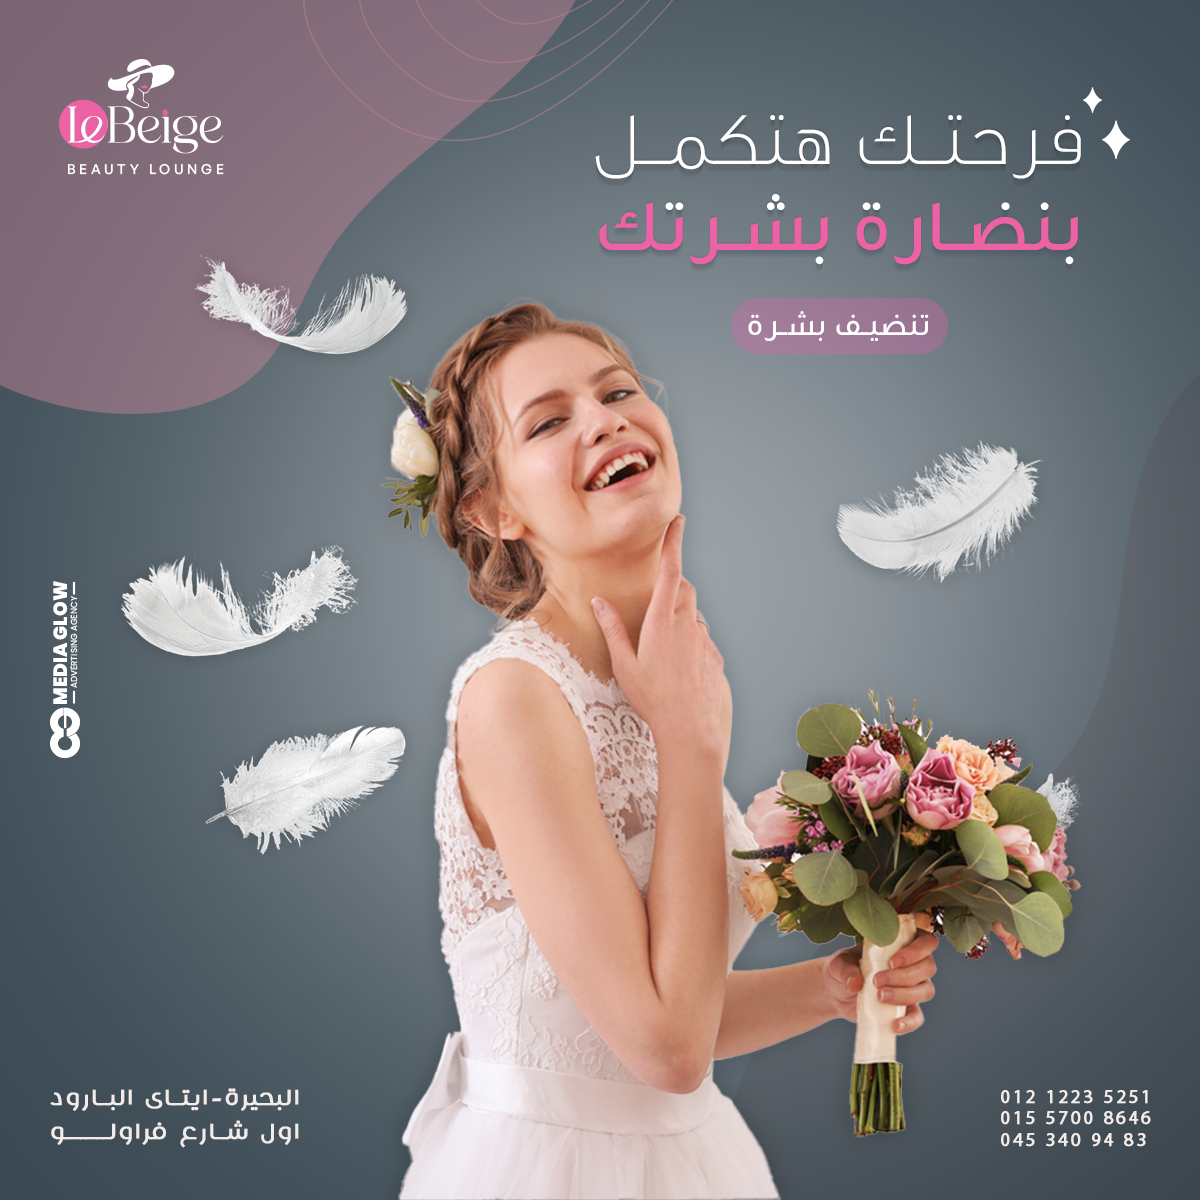 LeBeige
BEAUTY LOUNGE
فرحتك هتكمل
بنضارة بشرتك
تنضيف بشرة
MEDIA GLOW
ADVERTISING AGENCY
البحيرة-ايتاى البارود
اول شارع فراولو
012 1223 5251
015 5700 8646
045 340 94 83